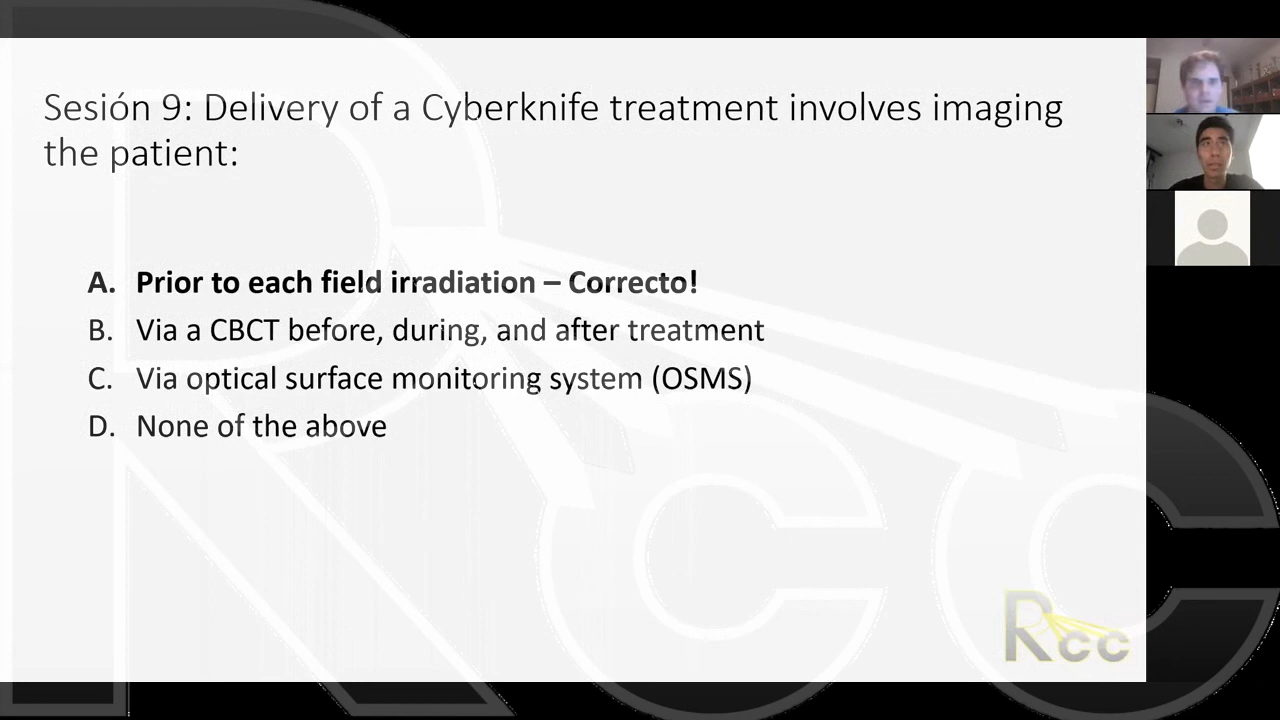 Sesión 9: Delivery of a Cyberknife treatment involves imaging
the patient:
A. Prior to each field irradiation – Correcto!
B. Via a CBCT before, during, and after treatment
C. Via optical surface monitoring system (OSMS)
D. None of the above
Rcc